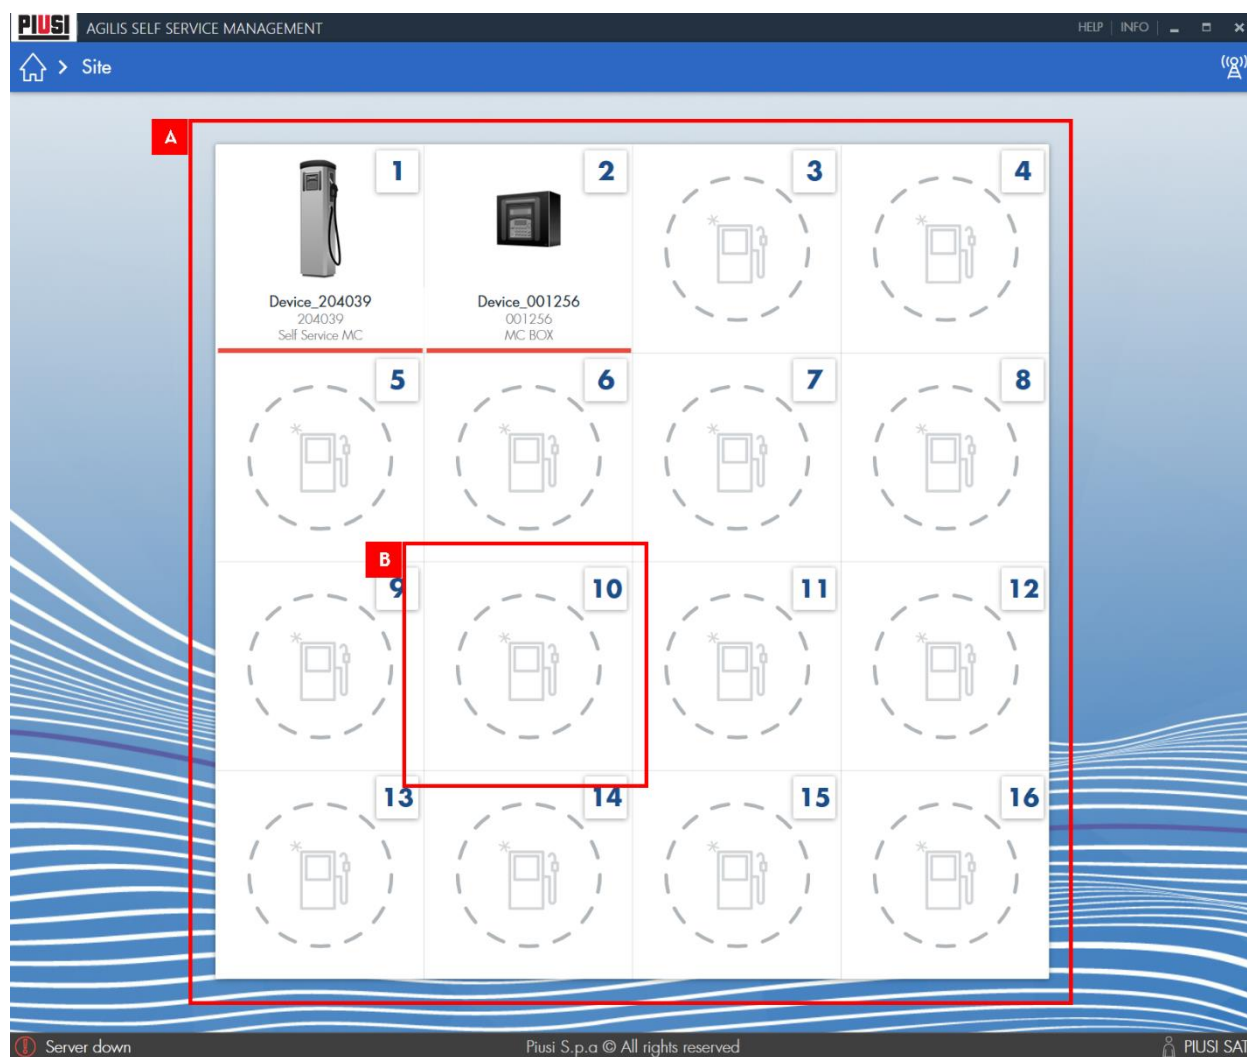 PIUSI AGILIS SELF SERVICE MANAGEMENT HELP INFO
Site
A
1
2
3
4
Device_204039
204039
Self Service MC
Device_001256
001256
MC BOX
5
6
7
8
B
9
10
11
12
13
14
15
16
Server down Piusi S.p.a © All rights reserved PIUSI SAT